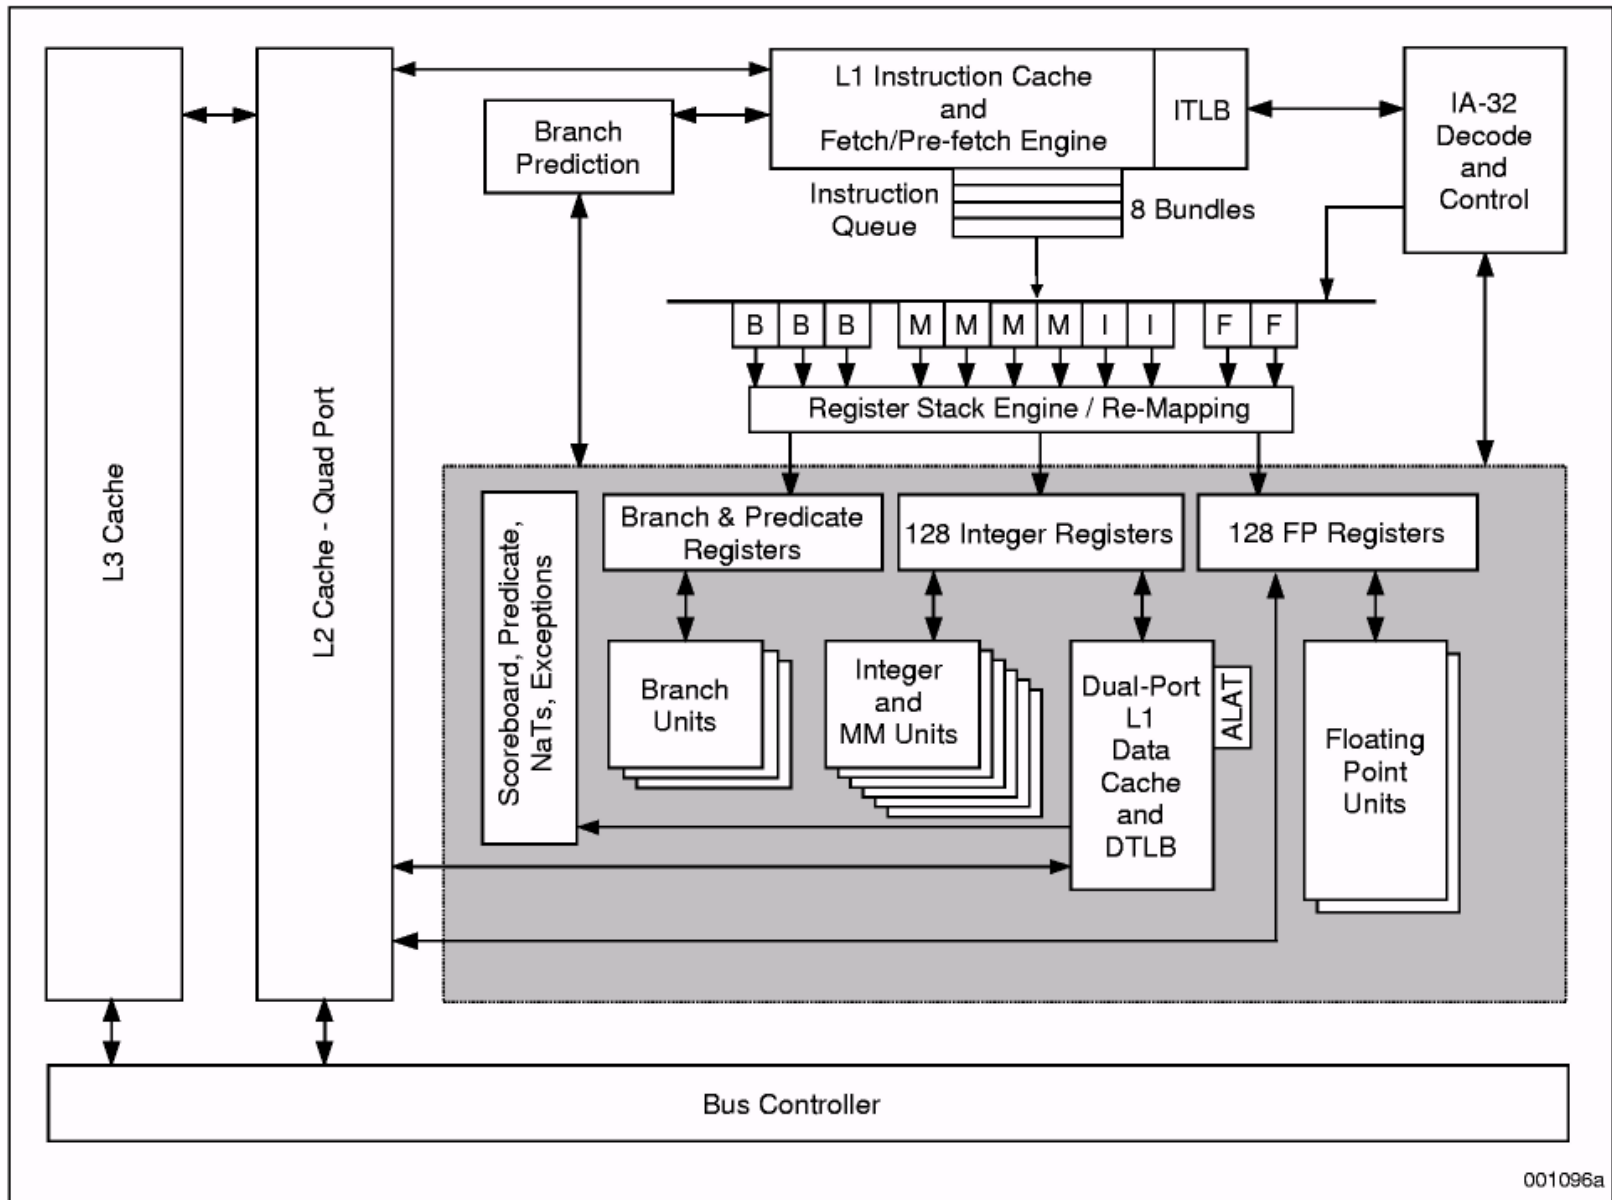 L3 Cache
L2 Cache - Quad Port
Branch
Prediction
L1 Instruction Cache
and
Fetch/Pre-fetch Engine
ITLB
IA-32
Decode
and
Control
Instruction
Queue
8 Bundles
B B B M M M M I I F F
Register Stack Engine / Re-Mapping
Scoreboard, Predicate,
NaTs, Exceptions
Branch & Predicate
Registers
128 Integer Registers
128 FP Registers
Branch
Units
Integer
and
MM Units
Dual-Port
L1
Data
Cache
and
DTLB
ALAT
Floating
Point
Units
Bus Controller
001096a